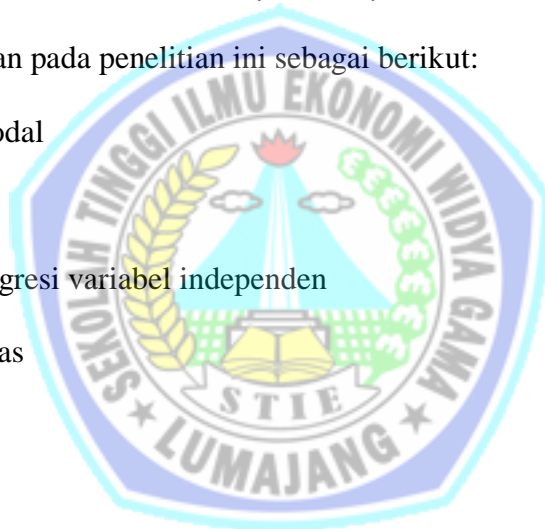 an pada penelitian ini sebagai berikut:
odal
gresi variabel independen
as
SEKOLAH TINGGI ILMU EKONOMI WIDYA GAMA
STIE
LUMAJANG